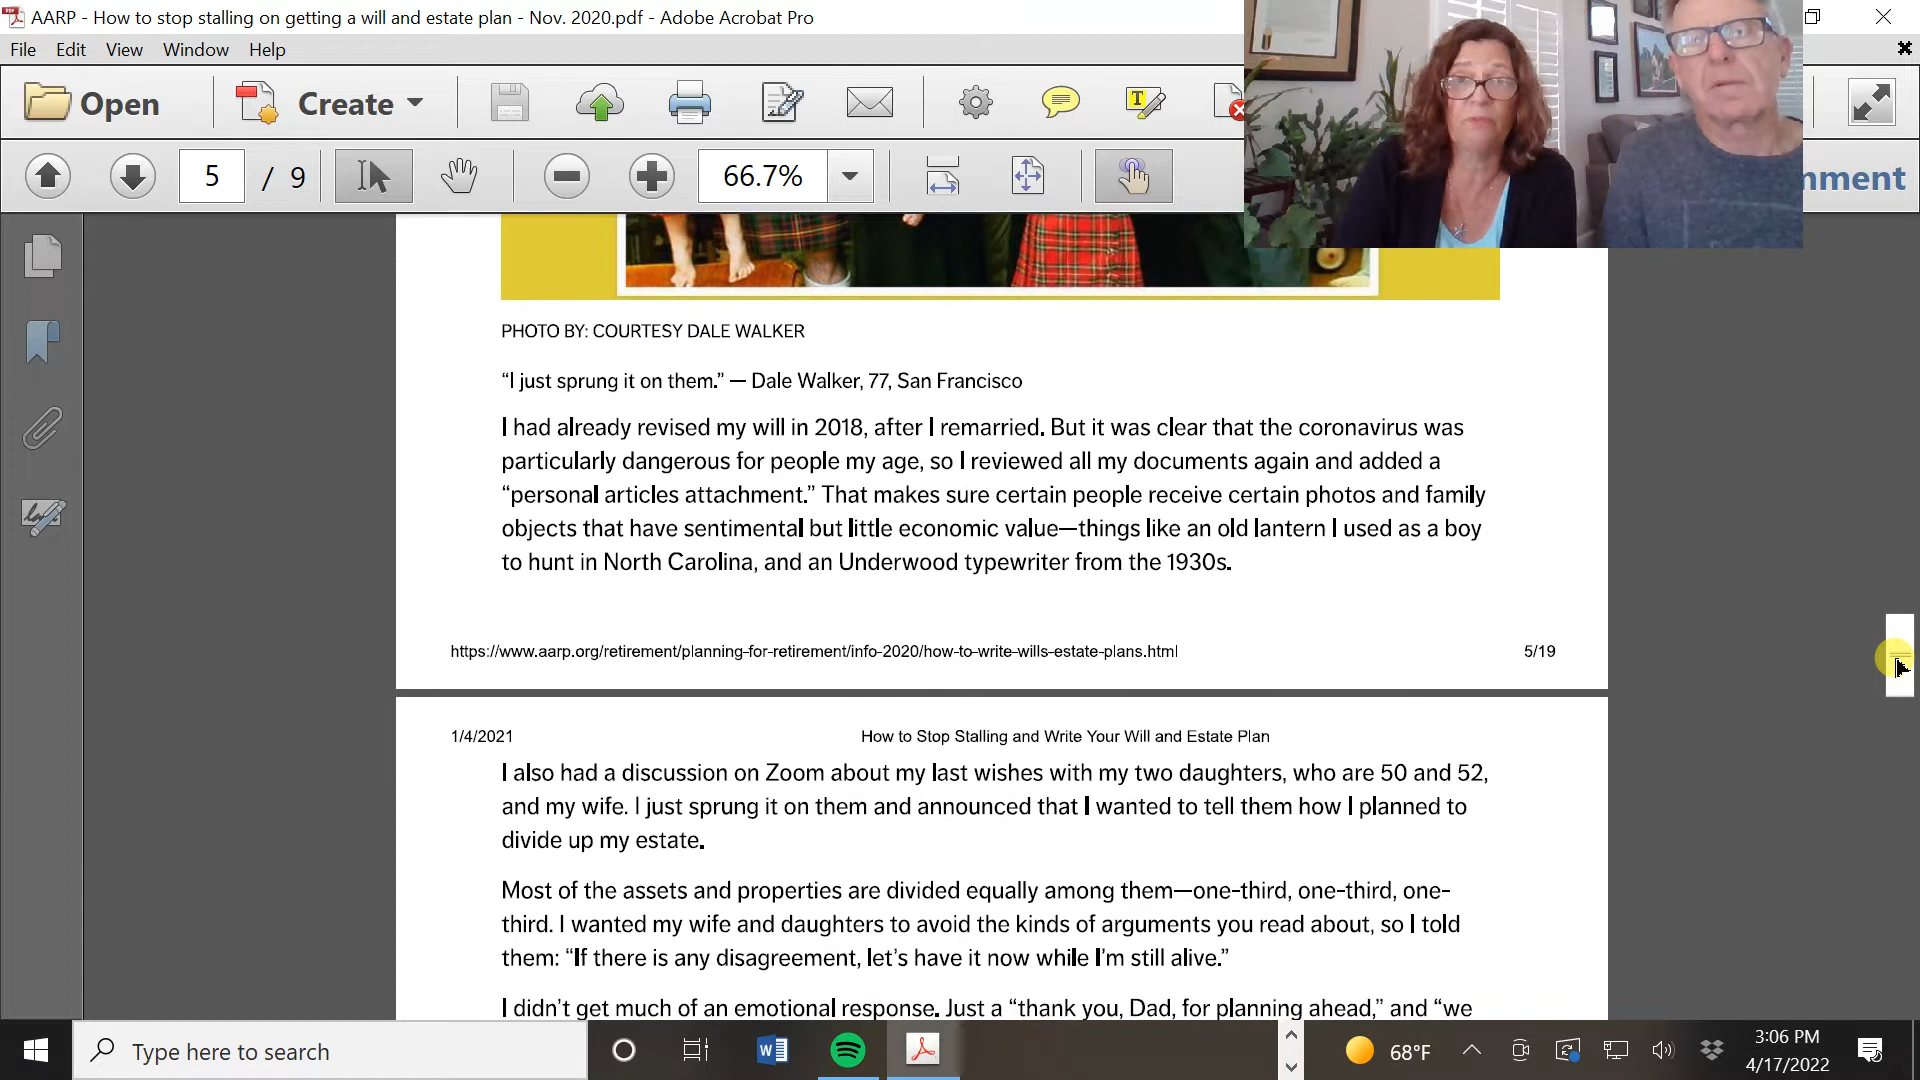 AARP - How to stop stalling on getting a will and estate plan - Nov. 2020.pdf - Adobe Acrobat Pro
File Edit View Window Help
Open Create
5 / 9 66.7% mment
PHOTO BY: COURTESY DALE WALKER
“I just sprung it on them.” — Dale Walker, 77, San Francisco
I had already revised my will in 2018, after I remarried. But it was clear that the coronavirus was
particularly dangerous for people my age, so I reviewed all my documents again and added a
“personal articles attachment.” That makes sure certain people receive certain photos and family
objects that have sentimental but little economic value—things like an old lantern I used as a boy
to hunt in North Carolina, and an Underwood typewriter from the 1930s.
https://www.aarp.org/retirement/planning-for-retirement/info-2020/how-to-write-wills-estate-plans.html 5/19
1/4/2021 How to Stop Stalling and Write Your Will and Estate Plan
I also had a discussion on Zoom about my last wishes with my two daughters, who are 50 and 52,
and my wife. I just sprung it on them and announced that I wanted to tell them how I planned to
divide up my estate.
Most of the assets and properties are divided equally among them—one-third, one-third, one-
third. I wanted my wife and daughters to avoid the kinds of arguments you read about, so I told
them: “If there is any disagreement, let’s have it now while I’m still alive.”
I didn’t get much of an emotional response. Just a “thank you, Dad, for planning ahead,” and “we
Type here to search
68°F
3:06 PM
4/17/2022